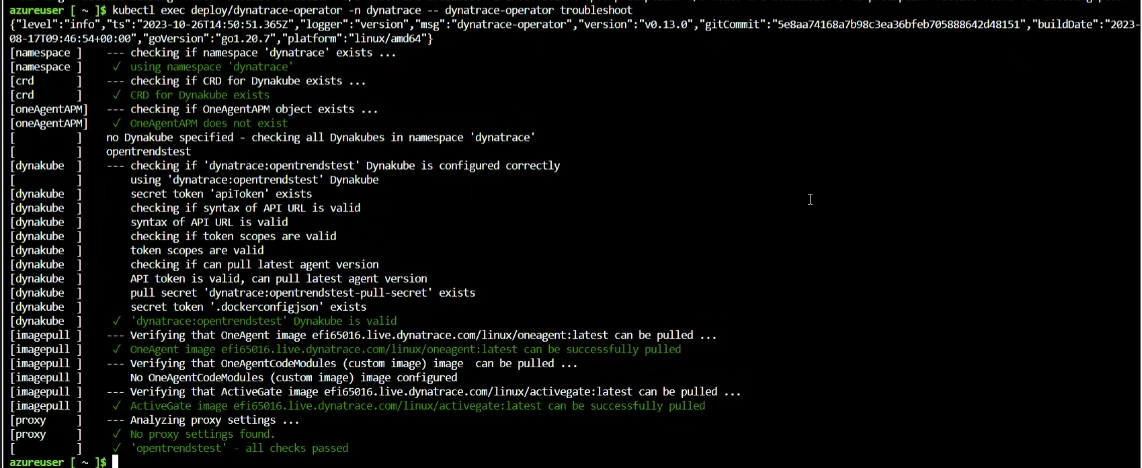 azureuser [ ~ ]$ kubectl exec deploy/dynatrace-operator -n dynatrace -- dynatrace-operator troubleshoot
{"level":"info","ts":"2023-10-26T14:50:51.365Z","logger":"version","msg":"dynatrace-operator","version":"v0.13.0","gitCommit":"5e8aa74168a7b98c3ea36bfeb705888642d48151","buildDate":"2023-
08-17T09:46:54+00:00","goVersion":"go1.20.7","platform":"linux/amd64"}
[namespace ]    --- checking if namespace 'dynatrace' exists ...
[namespace ]     ✓ using namespace 'dynatrace'
[crd       ]    --- checking if CRD for Dynakube exists ...
[crd       ]     ✓ CRD for Dynakube exists
[oneAgentAPM]   --- checking if OneAgentAPM object exists ...
[oneAgentAPM]    ✓ OneAgentAPM does not exist
[          ]    no Dynakube specified - checking all Dynakubes in namespace 'dynatrace'
[          ]    opentrendstest
[dynakube  ]    --- checking if 'dynatrace:opentrendstest' Dynakube is configured correctly
[          ]        using 'dynatrace:opentrendstest' Dynakube
[dynakube  ]        secret token 'apiToken' exists
[dynakube  ]        checking if syntax of API URL is valid
[dynakube  ]        syntax of API URL is valid
[dynakube  ]        checking if token scopes are valid
[dynakube  ]        token scopes are valid
[dynakube  ]        checking if can pull latest agent version
[dynakube  ]        API token is valid, can pull latest agent version
[dynakube  ]        pull secret 'dynatrace:opentrendstest-pull-secret' exists
[dynakube  ]        secret token '.dockerconfigjson' exists
[dynakube  ]     ✓ 'dynatrace:opentrendstest' Dynakube is valid
[imagepull ]    --- Verifying that OneAgent image efi65016.live.dynatrace.com/linux/oneagent:latest can be pulled ...
[imagepull ]     ✓ OneAgent image efi65016.live.dynatrace.com/linux/oneagent:latest can be successfully pulled
[imagepull ]    --- Verifying that OneAgentCodeModules (custom image) image  can be pulled ...
[imagepull ]        No OneAgentCodeModules (custom image) image configured
[imagepull ]    --- Verifying that ActiveGate image efi65016.live.dynatrace.com/linux/activegate:latest can be pulled ...
[imagepull ]     ✓ ActiveGate image efi65016.live.dynatrace.com/linux/activegate:latest can be successfully pulled
[proxy     ]    --- Analyzing proxy settings ...
[proxy     ]     ✓ No proxy settings found.
[          ]     ✓ 'opentrendstest' - all checks passed
azureuser [ ~ ]$